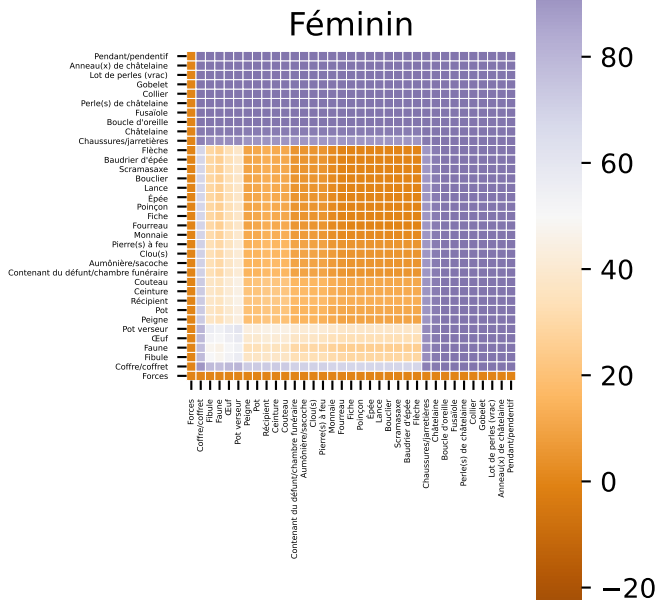 Féminin
Pendant/pendentif
Anneau(x) de châtelaine
Lot de perles (vrac)
Gobelet
Collier
Perle(s) de châtelaine
Fusaïole
Boucle d'oreille
Châtelaine
Chaussures/jarretières
Flèche
Baudrier d'épée
Scramasaxe
Bouclier
Lance
Épée
Poinçon
Fiche
Fourreau
Monnaie
Pierre(s) à feu
Clou(s)
Aumônière/sacoche
Contenant du défunt/chambre funéraire
Couteau
Ceinture
Récipient
Pot
Peigne
Pot verseur
Œuf
Faune
Fibule
Coffre/coffret
Forces
Forces
Coffre/coffret
Fibule
Faune
Œuf
Pot verseur
Peigne
Pot
Récipient
Ceinture
Couteau
Contenant du défunt/chambre funéraire
Aumônière/sacoche
Clou(s)
Pierre(s) à feu
Monnaie
Fourreau
Fiche
Poinçon
Épée
Lance
Bouclier
Scramasaxe
Baudrier d'épée
Flèche
Chaussures/jarretières
Châtelaine
Boucle d'oreille
Fusaïole
Perle(s) de châtelaine
Collier
Gobelet
Lot de perles (vrac)
Anneau(x) de châtelaine
Pendant/pendentif
80
60
40
20
0
−20